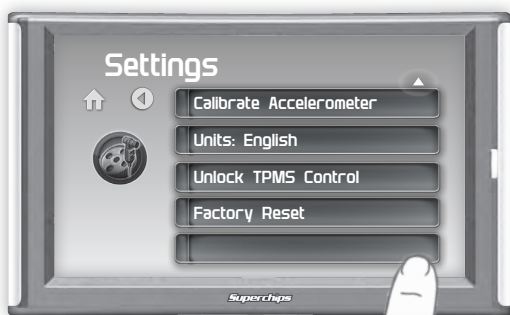 Settings
Calibrate Accelerometer
Units: English
Unlock TPMS Control
Factory Reset
Superchips